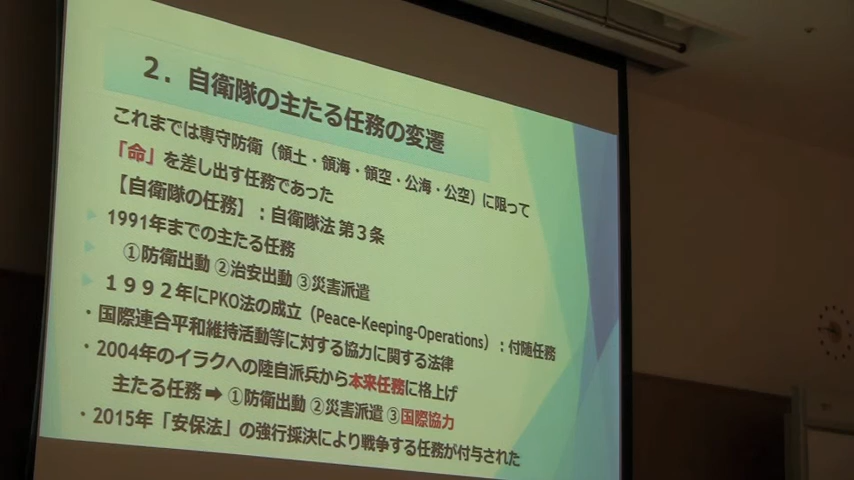 2．自衛隊の主たる任務の変遷
これまでは専守防衛（領土・領海・領空・公海・公空）に限って
「命」を差し出す任務であった
【自衛隊の任務】：自衛隊法 第３条
1991年までの主たる任務
①防衛出動 ②治安出動 ③災害派遣
１９９２年にPKO法の成立（Peace-Keeping-Operations）：付随任務
・国際連合平和維持活動等に対する協力に関する法律
・2004年のイラクへの陸自派兵から本来任務に格上げ
主たる任務 ➡ ①防衛出動 ②災害派遣 ③国際協力
・2015年「安保法」の強行採決により戦争する任務が付与された